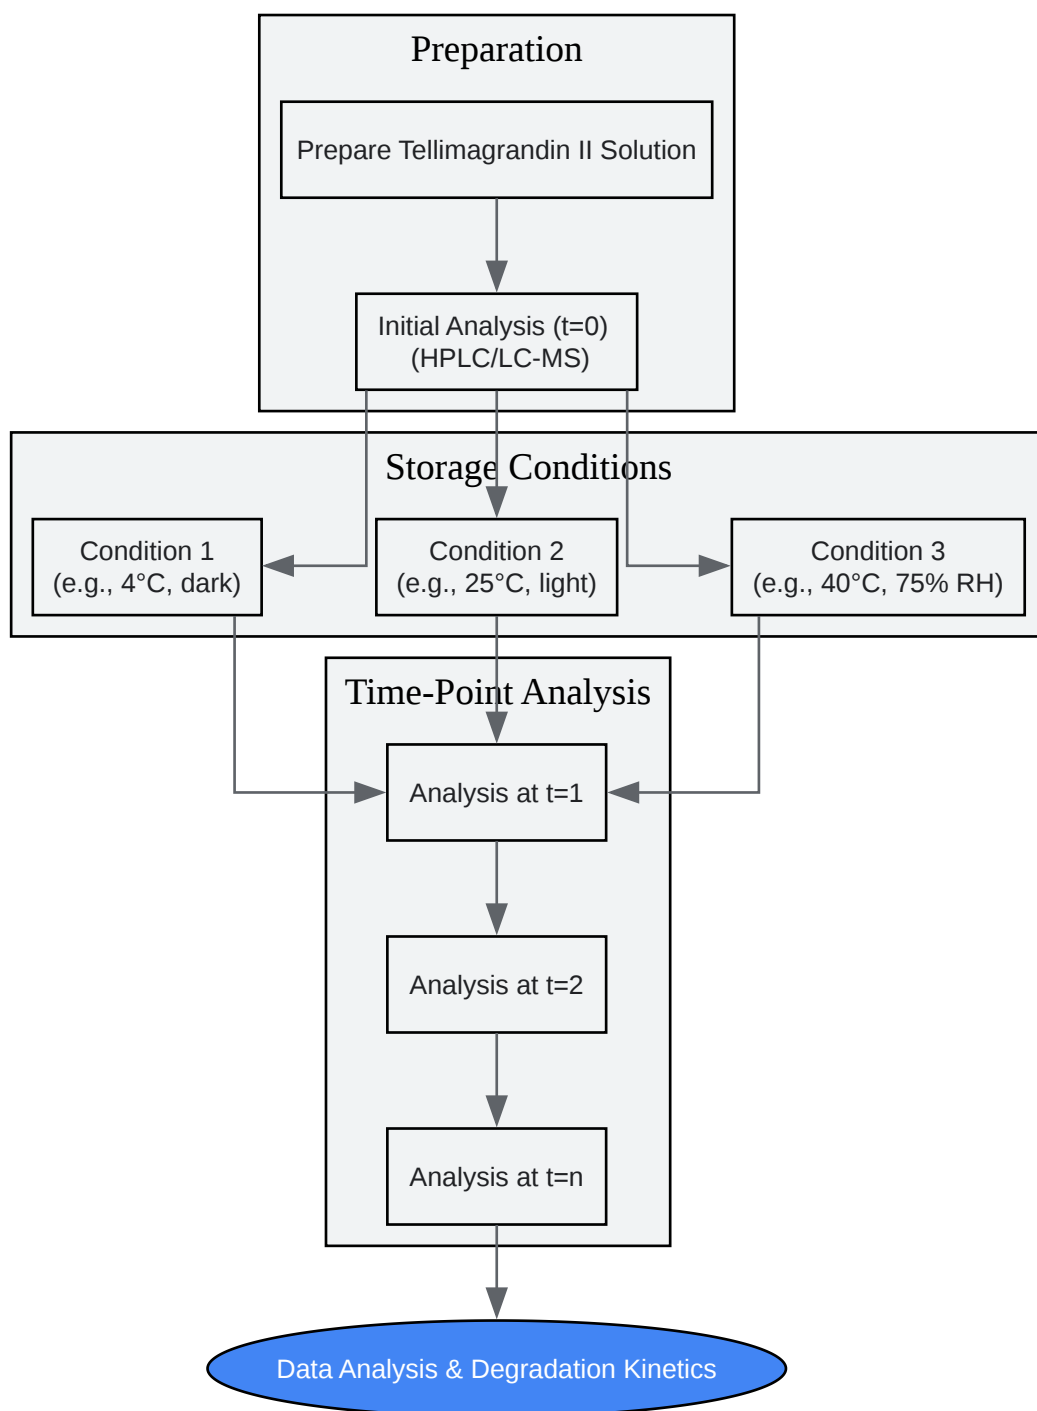 Preparation
Prepare Tellimagrandin II Solution
Initial Analysis (t=0)
(HPLC/LC-MS)
Storage Conditions
Condition 1
(e.g., 4°C, dark)
Condition 2
(e.g., 25°C, light)
Condition 3
(e.g., 40°C, 75% RH)
Time-Point Analysis
Analysis at t=1
Analysis at t=2
Analysis at t=n
Data Analysis & Degradation Kinetics